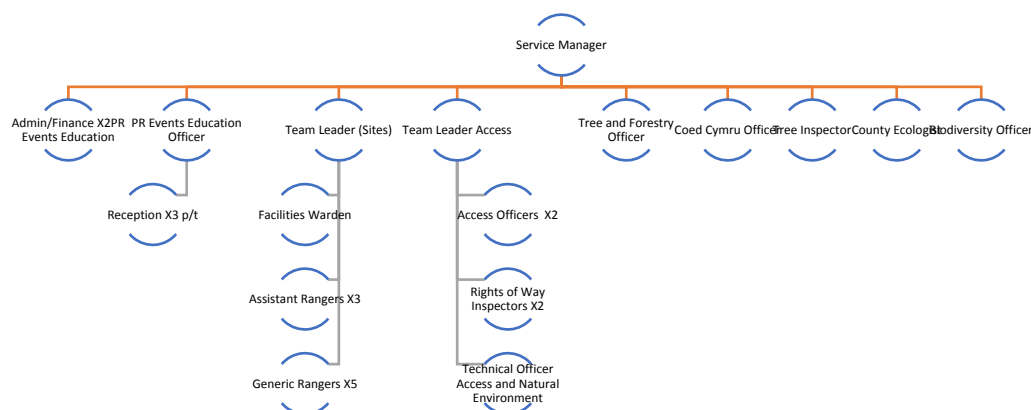 Service Manager
Admin/Finance X2PR
Events Education
PR Events Education
Officer
Team Leader (Sites)
Team Leader Access
Tree and Forestry
Officer
Coed Cymru Officer
Tree Inspector
County Ecologist
Biodiversity Officer
Reception X3 p/t
Facilities Warden
Access Officers  X2
Assistant Rangers X3
Rights of Way
Inspectors X2
Generic Rangers X5
Technical Officer
Access and Natural
Environment